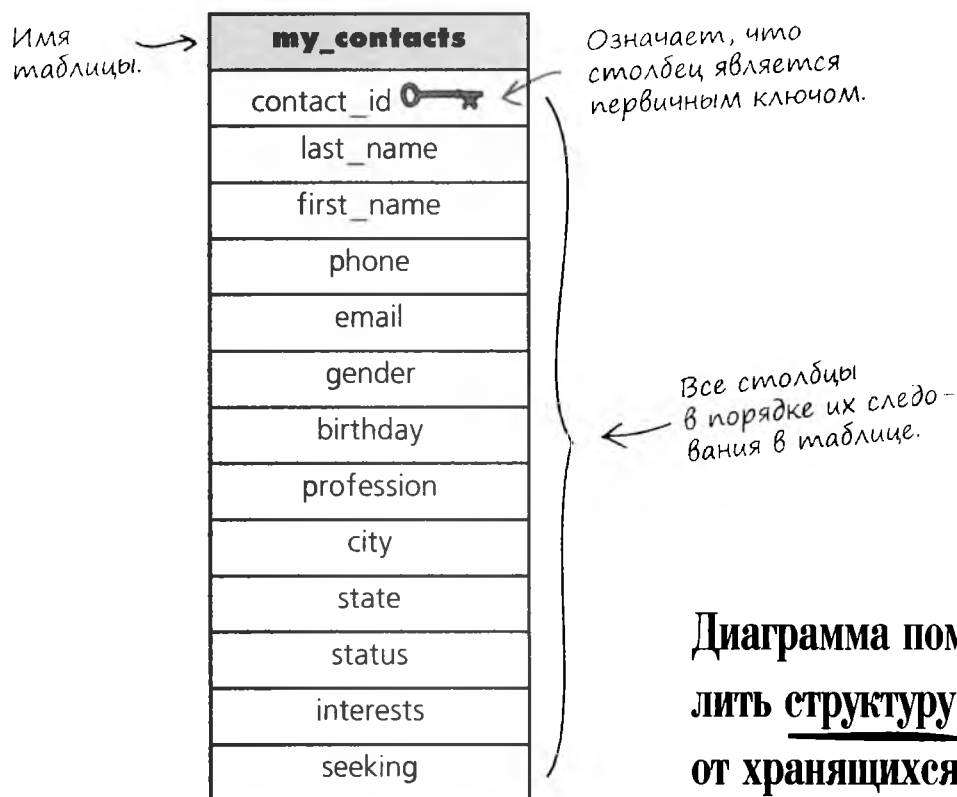 Имя
таблицы.
my_contacts
Означает, что
столбец является
первичным ключом.
contact_id
last_name
first_name
phone
email
gender
birthday
profession
city
state
status
interests
seeking
Все столбцы
в порядке их следо-
вания в таблице.
Диаграмма
лить структуру
от хранящихся